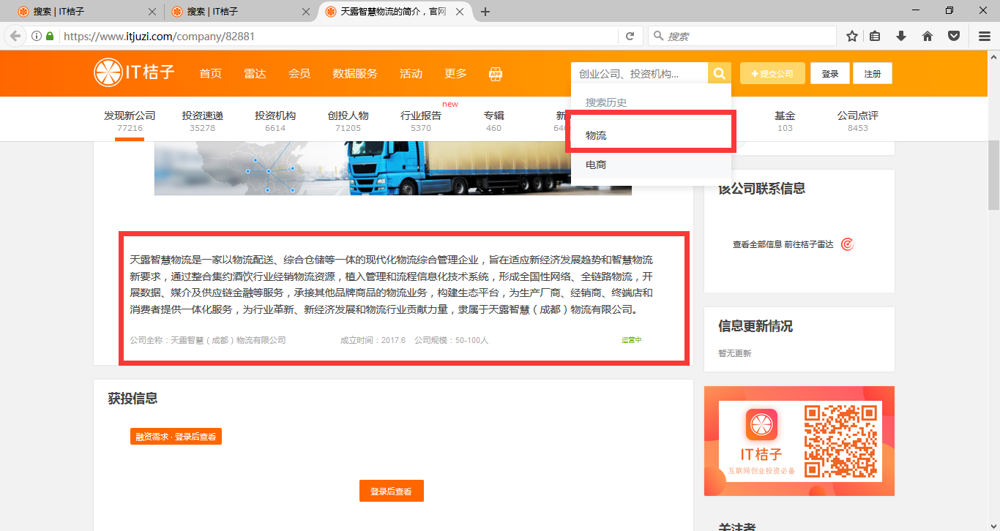 搜索 | IT桔子
搜索 | IT桔子
天露智慧物流的简介，官网
https://www.itjuzi.com/company/82881
搜索
IT桔子
首页
雷达
会员
数据服务
活动
更多
APP
创业公司、投资机构...
+提交公司
登录
注册
发现新公司
77216
投资速递
35278
投资机构
6614
创投人物
71205
行业报告
new
5370
专辑
460
基金
103
公司点评
8453
搜索历史
物流
电商
天露智慧物流是一家以物流配送、综合仓储等一体的现代化物流综合管理企业，旨在适应新经济发展趋势和智慧物流
新要求，通过整合集约酒饮行业经销物流资源，植入管理和流程信息化技术系统，形成全国性网络、全链路物流，开
展数据、媒介及供应链金融等服务，承接其他品牌商品的物流业务，构建生态平台，为生产厂商、经销商、终端店和
消费者提供一体化服务，为行业革新、新经济发展和物流行业贡献力量，隶属于天露智慧（成都）物流有限公司。
公司全称：天露智慧（成都）物流有限公司
成立时间：2017.6
公司规模：50-100人
运营中
获投信息
融资需求 · 登录后查看
登录后查看
该公司联系信息
查看全部信息 前往桔子雷达
信息更新情况
暂无更新
IT桔子
互联网创业投资必备
关注者